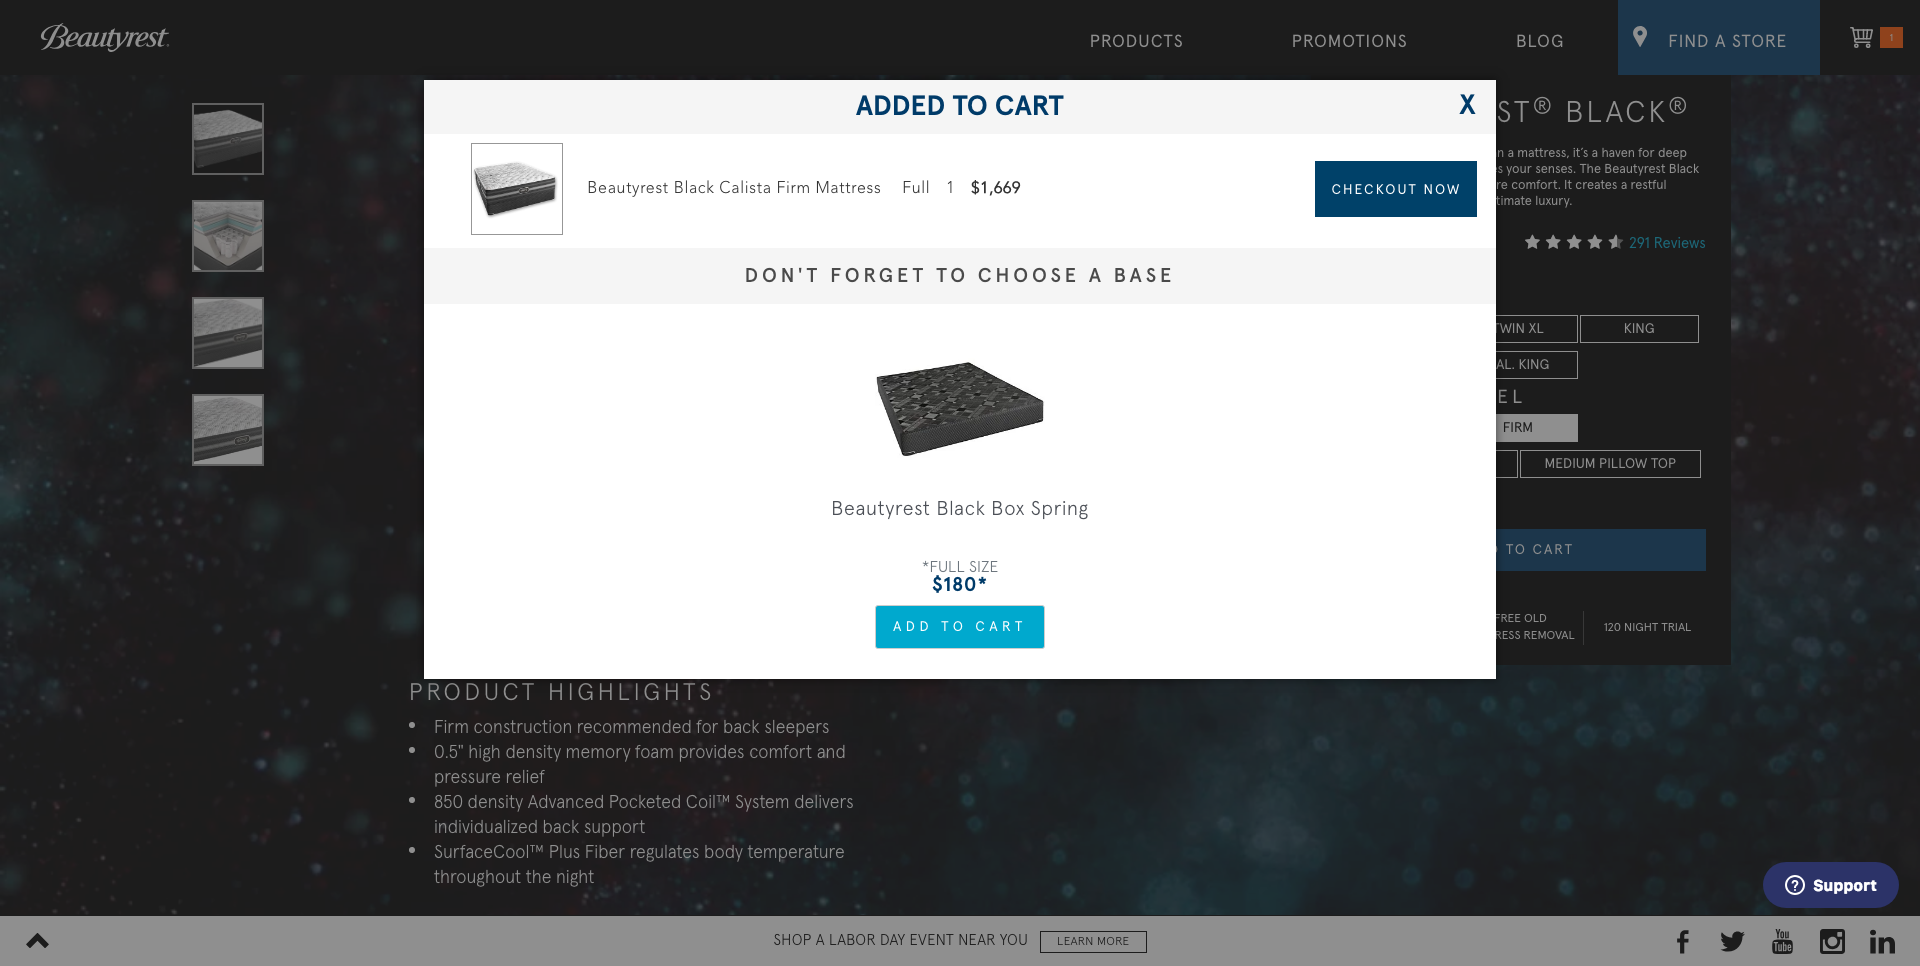 Beautyrest
PRODUCTS
PROMOTIONS
BLOG
FIND A STORE
1
ADDED TO CART
X
Beautyrest Black Calista Firm Mattress Full 1 $1,669
CHECKOUT NOW
DON'T FORGET TO CHOOSE A BASE
Beautyrest Black Box Spring
*FULL SIZE
$180*
ADD TO CART
ST® BLACK®
n a mattress, it's a haven for deep
s your senses. The Beautyrest Black
re comfort. It creates a restful
timate luxury.
291 Reviews
TWIN XL
KING
AL. KING
EL
FIRM
MEDIUM PILLOW TOP
TO CART
FREE OLD
RESS REMOVAL
120 NIGHT TRIAL
PRODUCT HIGHLIGHTS
• Firm construction recommended for back sleepers
• 0.5" high density memory foam provides comfort and
pressure relief
• 850 density Advanced Pocketed Coil™ System delivers
individualized back support
• SurfaceCool™ Plus Fiber regulates body temperature
throughout the night
? Support
SHOP A LABOR DAY EVENT NEAR YOU
LEARN MORE
You
Tube